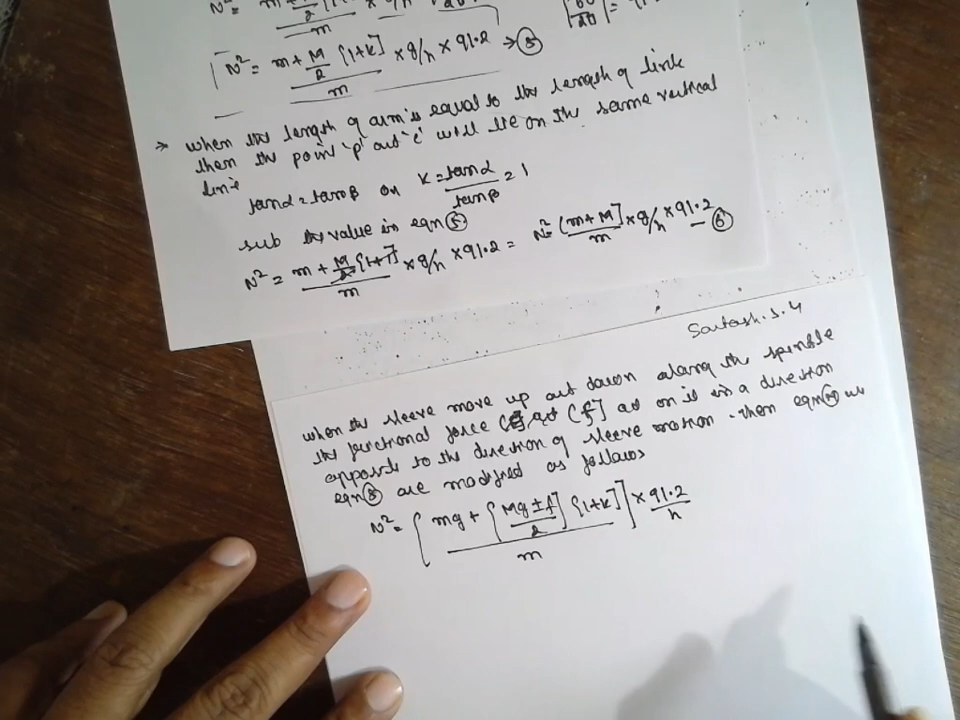 N² = m + M/2 {1+k} × g/h
m
N² = m + M/2 {1+k] × g/h × 91.2 → 5
m
→ when the length of arm is equal to the length of link
then the point 'p' and 'c' will lie on the same vertical
line
tanα = tanβ or k = tanα/tanβ = 1
sub the value in eqn 5
N² = m + M/2 {1+1] / m × g/h × 91.2 = N² = (m + M] / m × g/h × 91.2 — 6
Santosh.S.Y
when the sleeve move up and down along the spindle
the frictional force (f] act on it in a direction
opposite to the direction of sleeve motion. then eqn
eqn 5 are modified as follows
N² = [ mg + [Mg ± f / 2] {1+k] ] / m × 91.2 / h